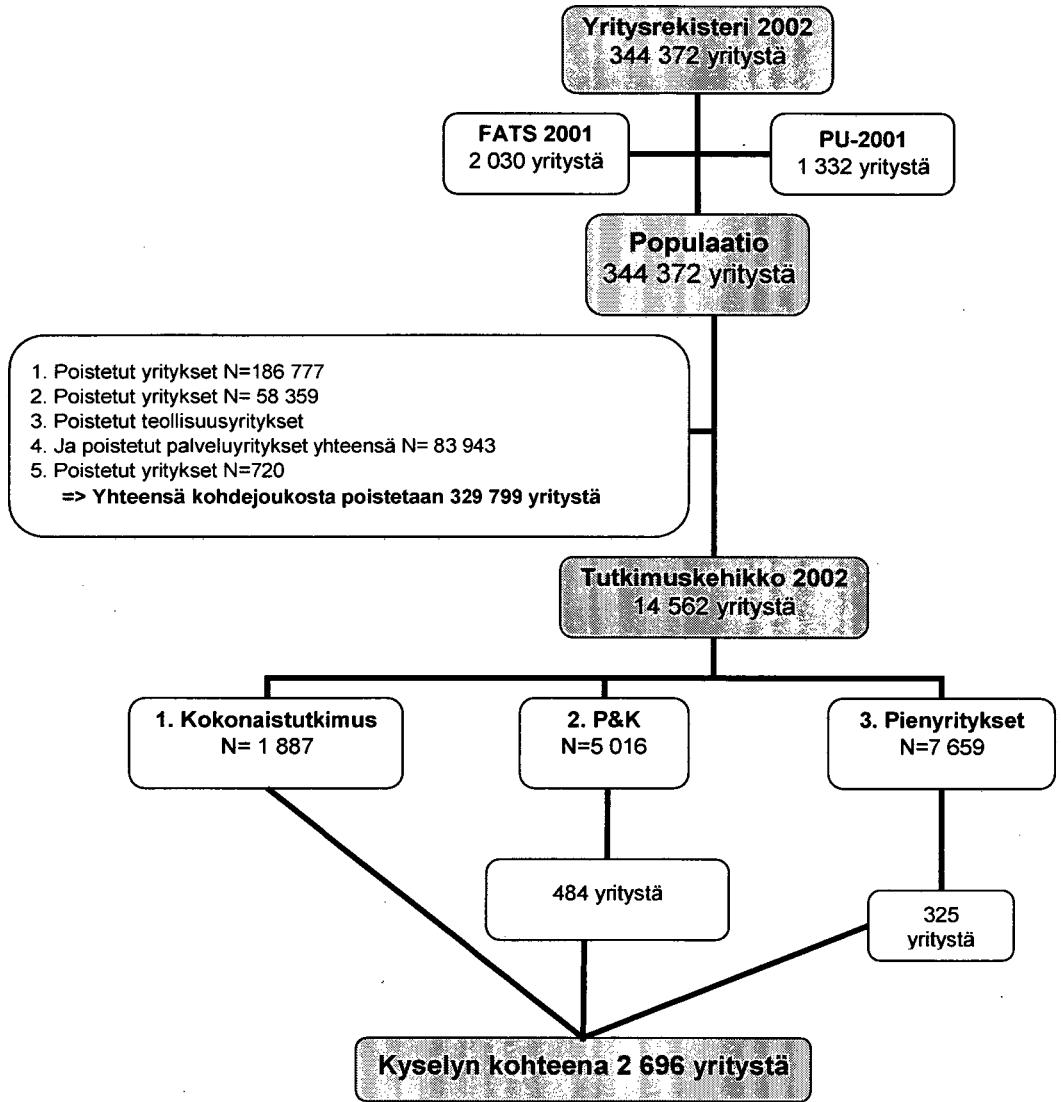 Yritysrekisteri 2002
344 372 yritystä
FATS 2001
2 030 yritystä
PU-2001
1 332 yritystä
Populaatio
344 372 yritystä
1. Poistetut yritykset N=186 777
2. Poistetut yritykset N= 58 359
3. Poistetut teollisuusyritykset
4. Ja poistetut palveluyritykset yhteensä N= 83 943
5. Poistetut yritykset N=720
=> Yhteensä kohdejoukosta poistetaan 329 799 yritystä
Tutkimuskehikko 2002
14 562 yritystä
1. Kokonaistutkimus
N= 1 887
2. P&K
N=5 016
3. Pienyritykset
N=7 659
484 yritystä
325
yritystä
Kyselyn kohteena 2 696 yritystä